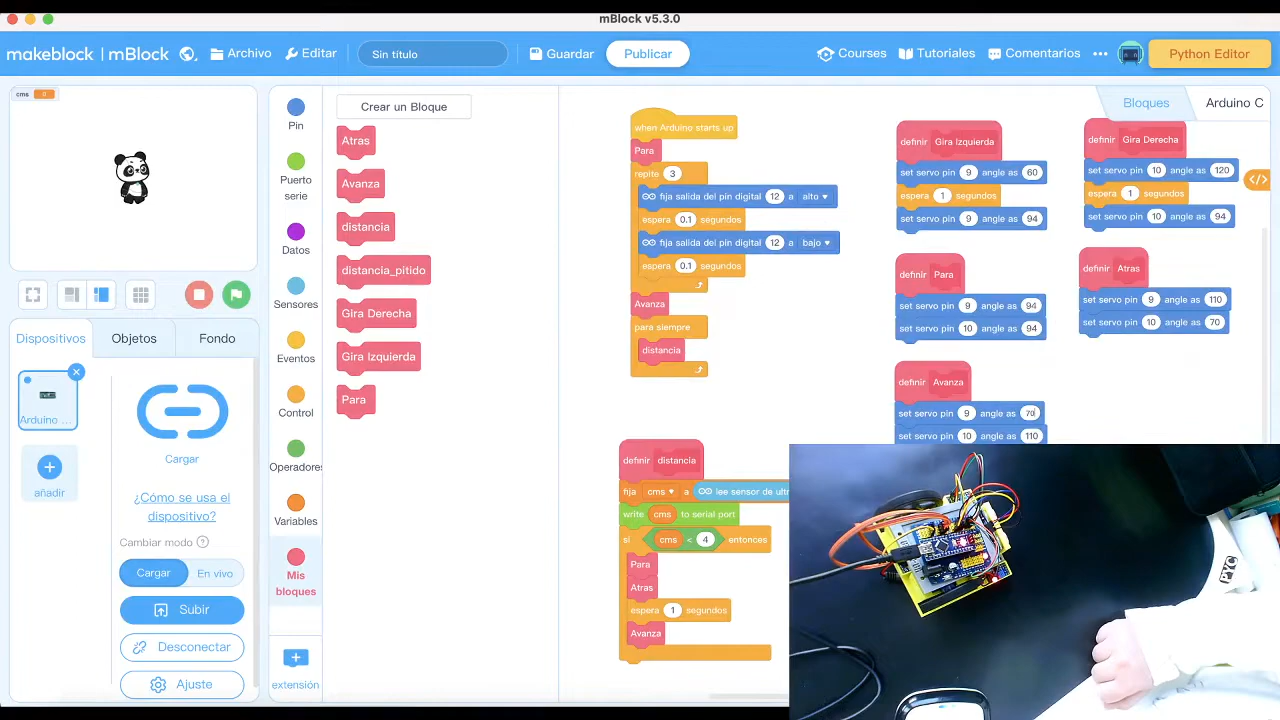 mBlock v5.3.0
makeblock | mBlock
Archivo
Editar
Sin título
Guardar
Publicar
Courses
Tutoriales
Comentarios
Python Editor
cms 0
Dispositivos
Objetos
Fondo
Arduino ...
añadir
Cargar
¿Cómo se usa el
dispositivo?
Cambiar modo
Cargar
En vivo
Subir
Desconectar
Ajuste
Pin
Puerto
serie
Datos
Sensores
Eventos
Control
Operadores
Variables
Mis
bloques
extensión
Crear un Bloque
Atras
Avanza
distancia
distancia_pitido
Gira Derecha
Gira Izquierda
Para
Bloques
Arduino C
when Arduino starts up
Para
repite 3
fija salida del pin digital 12 a alto
espera 0.1 segundos
fija salida del pin digital 12 a bajo
espera 0.1 segundos
Avanza
para siempre
distancia
definir distancia
fija cms a lee sensor de ultr
write cms to serial port
si cms < 4 entonces
Para
Atras
espera 1 segundos
Avanza
definir Gira Izquierda
set servo pin 9 angle as 60
espera 1 segundos
set servo pin 9 angle as 94
definir Gira Derecha
set servo pin 10 angle as 120
espera 1 segundos
set servo pin 10 angle as 94
definir Para
set servo pin 9 angle as 94
set servo pin 10 angle as 94
definir Atras
set servo pin 9 angle as 110
set servo pin 10 angle as 70
definir Avanza
set servo pin 9 angle as 70
set servo pin 10 angle as 110